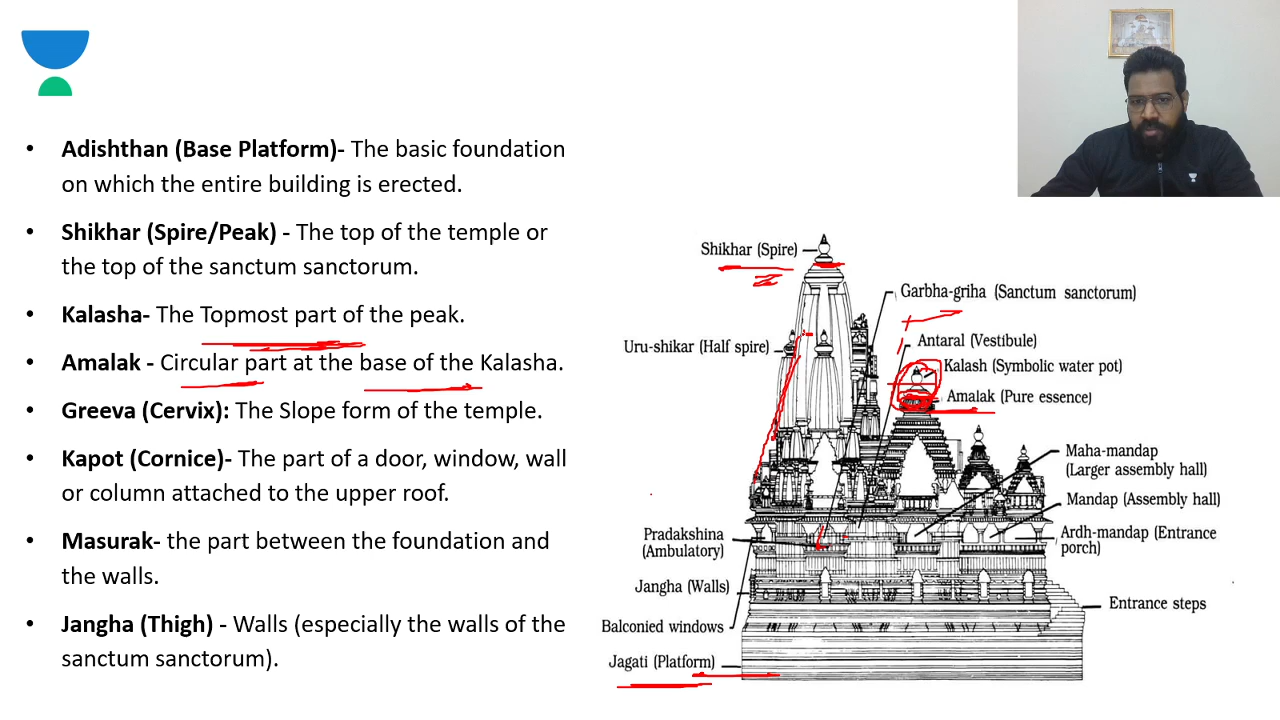 • Adishthan (Base Platform)- The basic foundation
on which the entire building is erected.
• Shikhar (Spire/Peak) - The top of the temple or
the top of the sanctum sanctorum.
• Kalasha- The Topmost part of the peak.
• Amalak - Circular part at the base of the Kalasha.
• Greeva (Cervix): The Slope form of the temple.
• Kapot (Cornice)- The part of a door, window, wall
or column attached to the upper roof.
• Masurak- the part between the foundation and
the walls.
• Jangha (Thigh) - Walls (especially the walls of the
sanctum sanctorum).
Shikhar (Spire)
Garbha-griha (Sanctum sanctorum)
Antaral (Vestibule)
Uru-shikar (Half spire)
Kalash (Symbolic water pot)
Amalak (Pure essence)
Maha-mandap
(Larger assembly hall)
Mandap (Assembly hall)
Ardh-mandap (Entrance
porch)
Pradakshina
(Ambulatory)
Jangha (Walls)
Entrance steps
Balconied windows
Jagati (Platform)